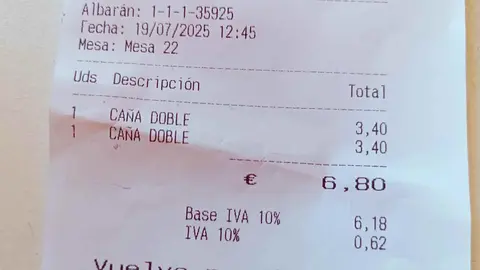 Albarán: 1-1-1-35925
Fecha: 19/07/2025 12:45
Mesa: Mesa 22
Uds Descripción Total
1 CAÑA DOBLE 3,40
1 CAÑA DOBLE 3,40
€ 6,80
Base IVA 10% 6,18
IVA 10% 0,62
Vuelva